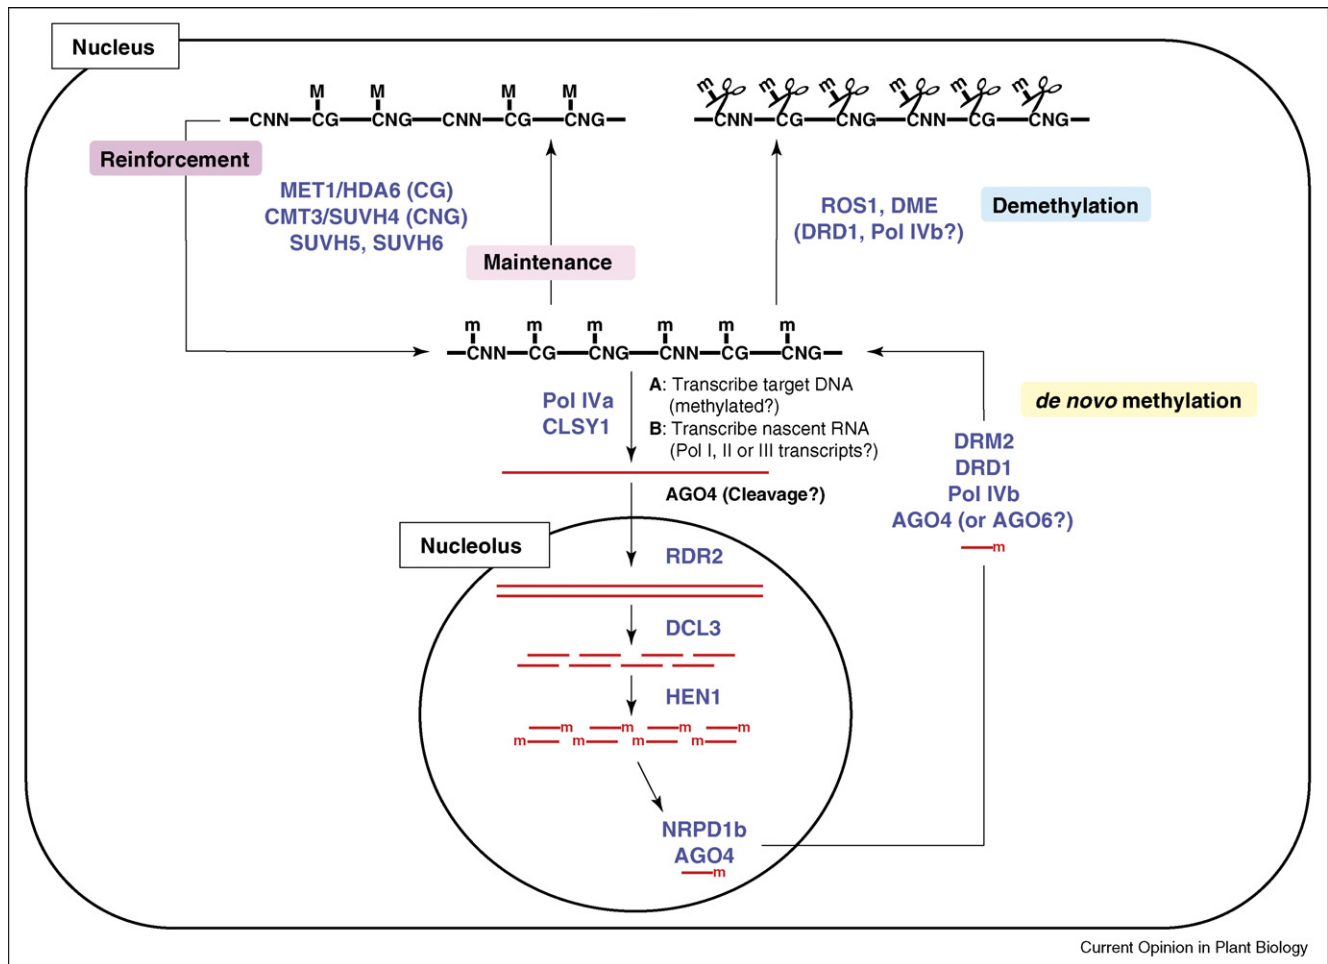 Nucleus
M M M M
CNN CG CNG CNN CG CNG
m m m m m m
CNN CG CNG CNN CG CNG
Reinforcement
MET1/HDA6 (CG)
CMT3/SUVH4 (CNG)
SUVH5, SUVH6
Maintenance
ROS1, DME
(DRD1, Pol IVb?)
Demethylation
m m m m m m
CNN CG CNG CNN CG CNG
Pol IVa
CLSY1
A: Transcribe target DNA
(methylated?)
B: Transcribe nascent RNA
(Pol I, II or III transcripts?)
de novo methylation
DRM2
DRD1
Pol IVb
AGO4 (or AGO6?)
m
AGO4 (Cleavage?)
Nucleolus
RDR2
DCL3
HEN1
m m m m
m m m m
NRPD1b
AGO4
m
Current Opinion in Plant Biology